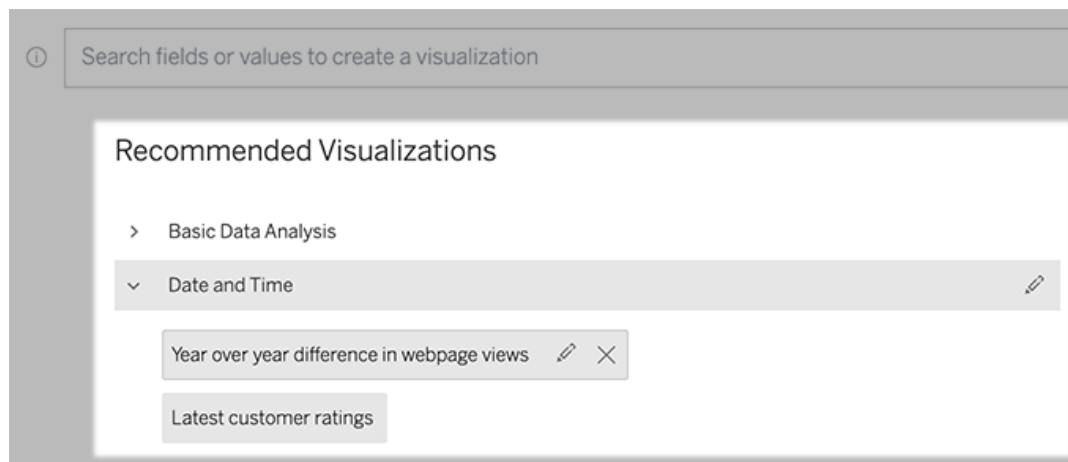 Search fields or values to create a visualization
Recommended Visualizations
Basic Data Analysis
Date and Time
Year over year difference in webpage views
Latest customer ratings